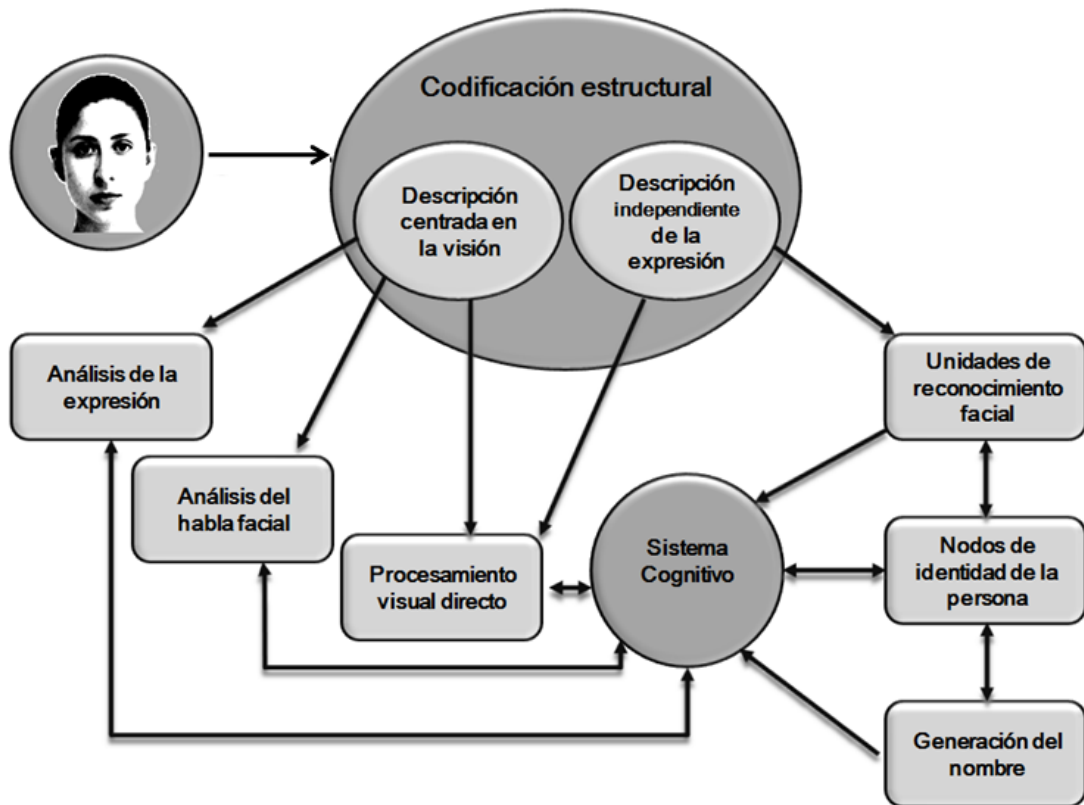 Codificación estructural
Descripción
centrada en
la visión
Descripción
independiente
de la
expresión
Análisis de la
expresión
Análisis del
habla facial
Procesamiento
visual directo
Sistema
Cognitivo
Unidades de
reconocimiento
facial
Nodos de
identidad de la
persona
Generación del
nombre